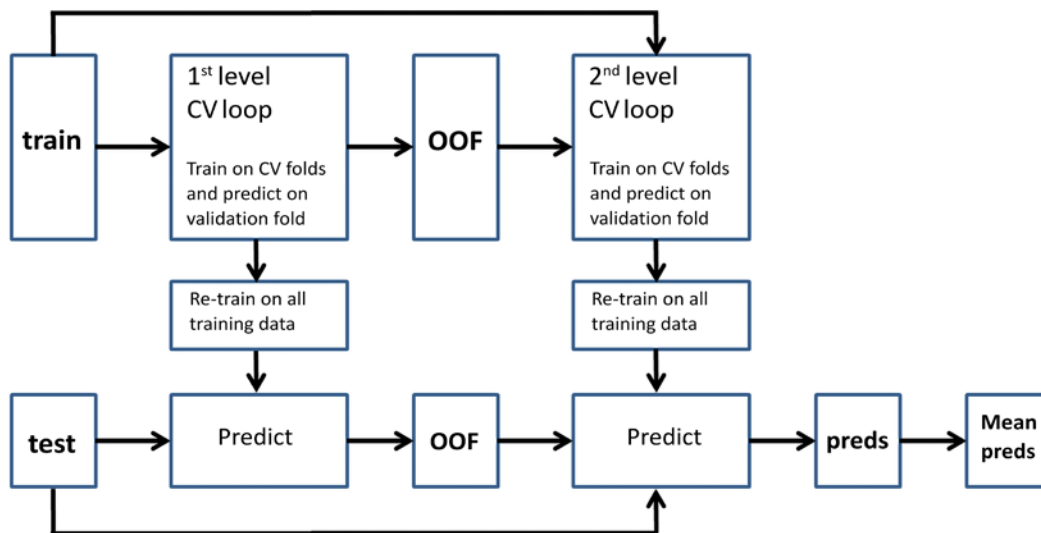 train
1st level
CV loop
Train on CV folds
and predict on
validation fold
OOF
2nd level
CV loop
Train on CV folds
and predict on
validation fold
Re-train on all
training data
Re-train on all
training data
test
Predict
OOF
Predict
preds
Mean
preds